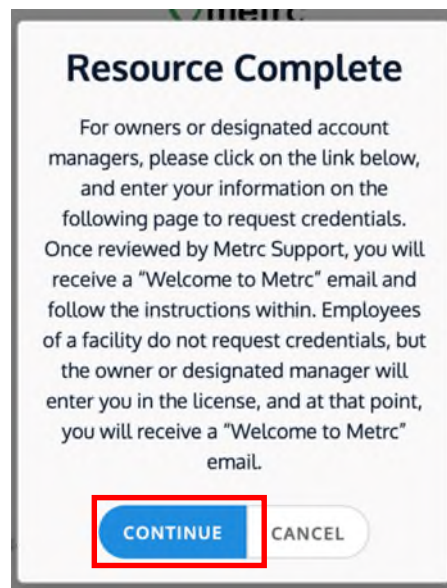 metrc
Resource Complete
For owners or designated account
managers, please click on the link below,
and enter your information on the
following page to request credentials.
Once reviewed by Metrc Support, you will
receive a “Welcome to Metrc” email and
follow the instructions within. Employees
of a facility do not request credentials, but
the owner or designated manager will
enter you in the license, and at that point,
you will receive a “Welcome to Metrc”
email.
CONTINUE CANCEL